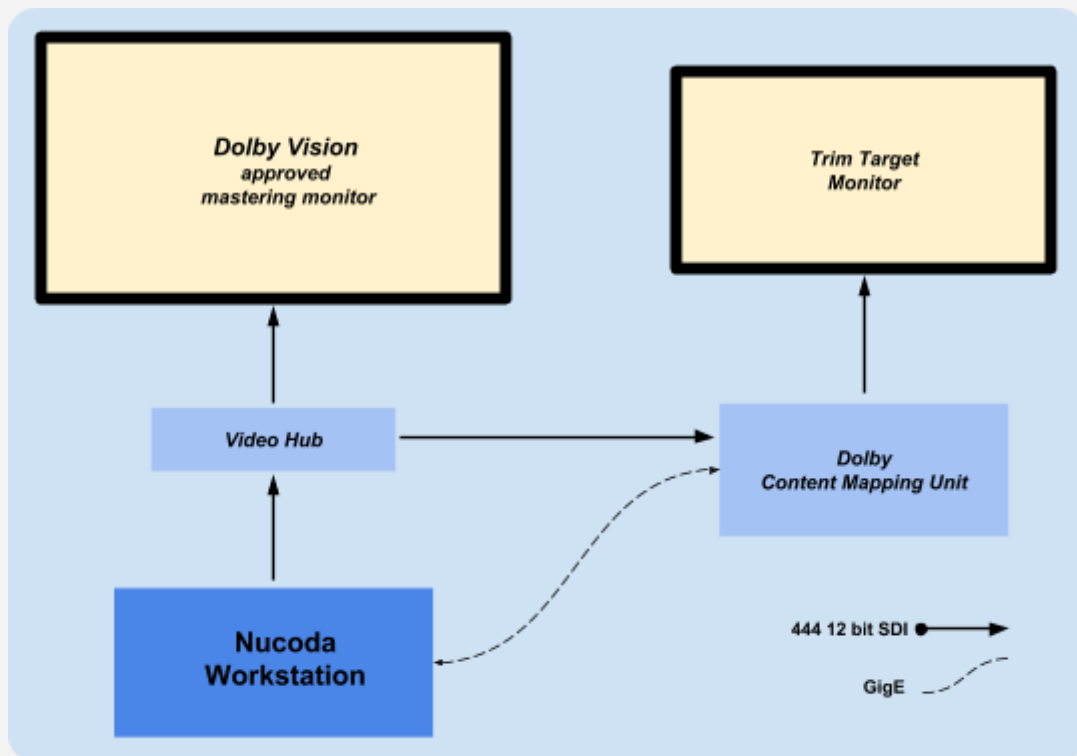 Dolby Vision
approved
mastering monitor
Trim Target
Monitor
Video Hub
Dolby
Content Mapping Unit
Nucoda
Workstation
444 12 bit SDI
GigE